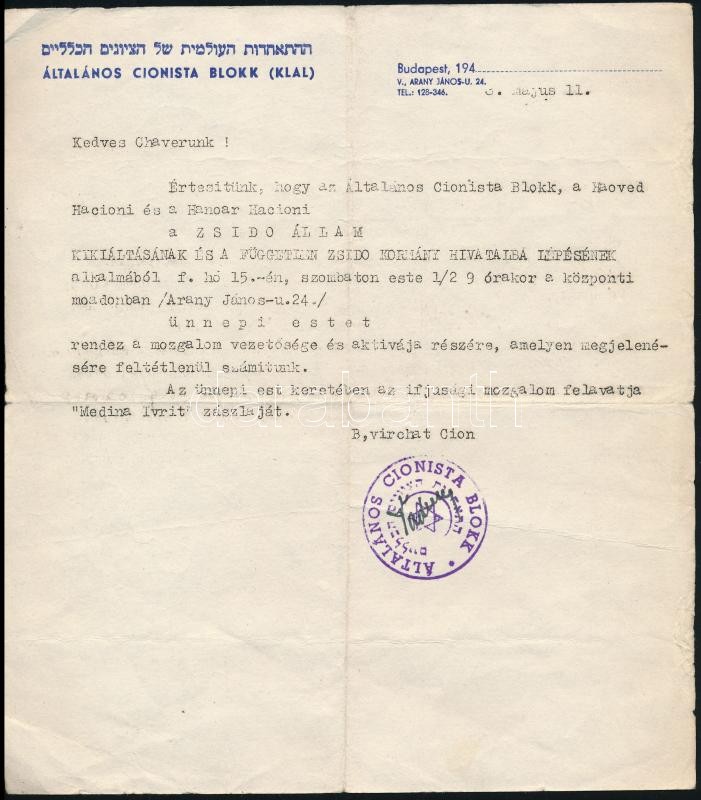 ההתאחדות העולמית של הציונים הכלליים
ÁLTALÁNOS CIONISTA BLOKK (KLAL)
Budapest, 194
V., ARANY JÁNOS-U. 24.
TEL.: 128-346.
8. május 11.
Kedves Chaverunk !
Értesitünk, hogy az Általános Cionista Blokk, a Haoved
Hacioni és a Hanoar Hacioni
a Z S I D O Á L L A M
KIKIÁLTÁSÁNAK ÉS A FÜGGETLEN ZSIDO KORMÁNY HIVATALBA LÉPÉSÉNEK
alkalmából f. hó 15.-én, szombaton este 1/2 9 órakor a központi
moadonban /Arany János-u.24./
ü n n e p i e s t e t
rendez a mozgalom vezetősége és aktivája részére, amelyen megjelené-
sére feltétlenül számitunk.
Az ünnepi est keretében az ifjusági mozgalom felavatja
"Medina Ivrit" zászlaját.
B,virchat Cion
ÁLTALÁNOS CIONISTA BLOKK •
darabanth